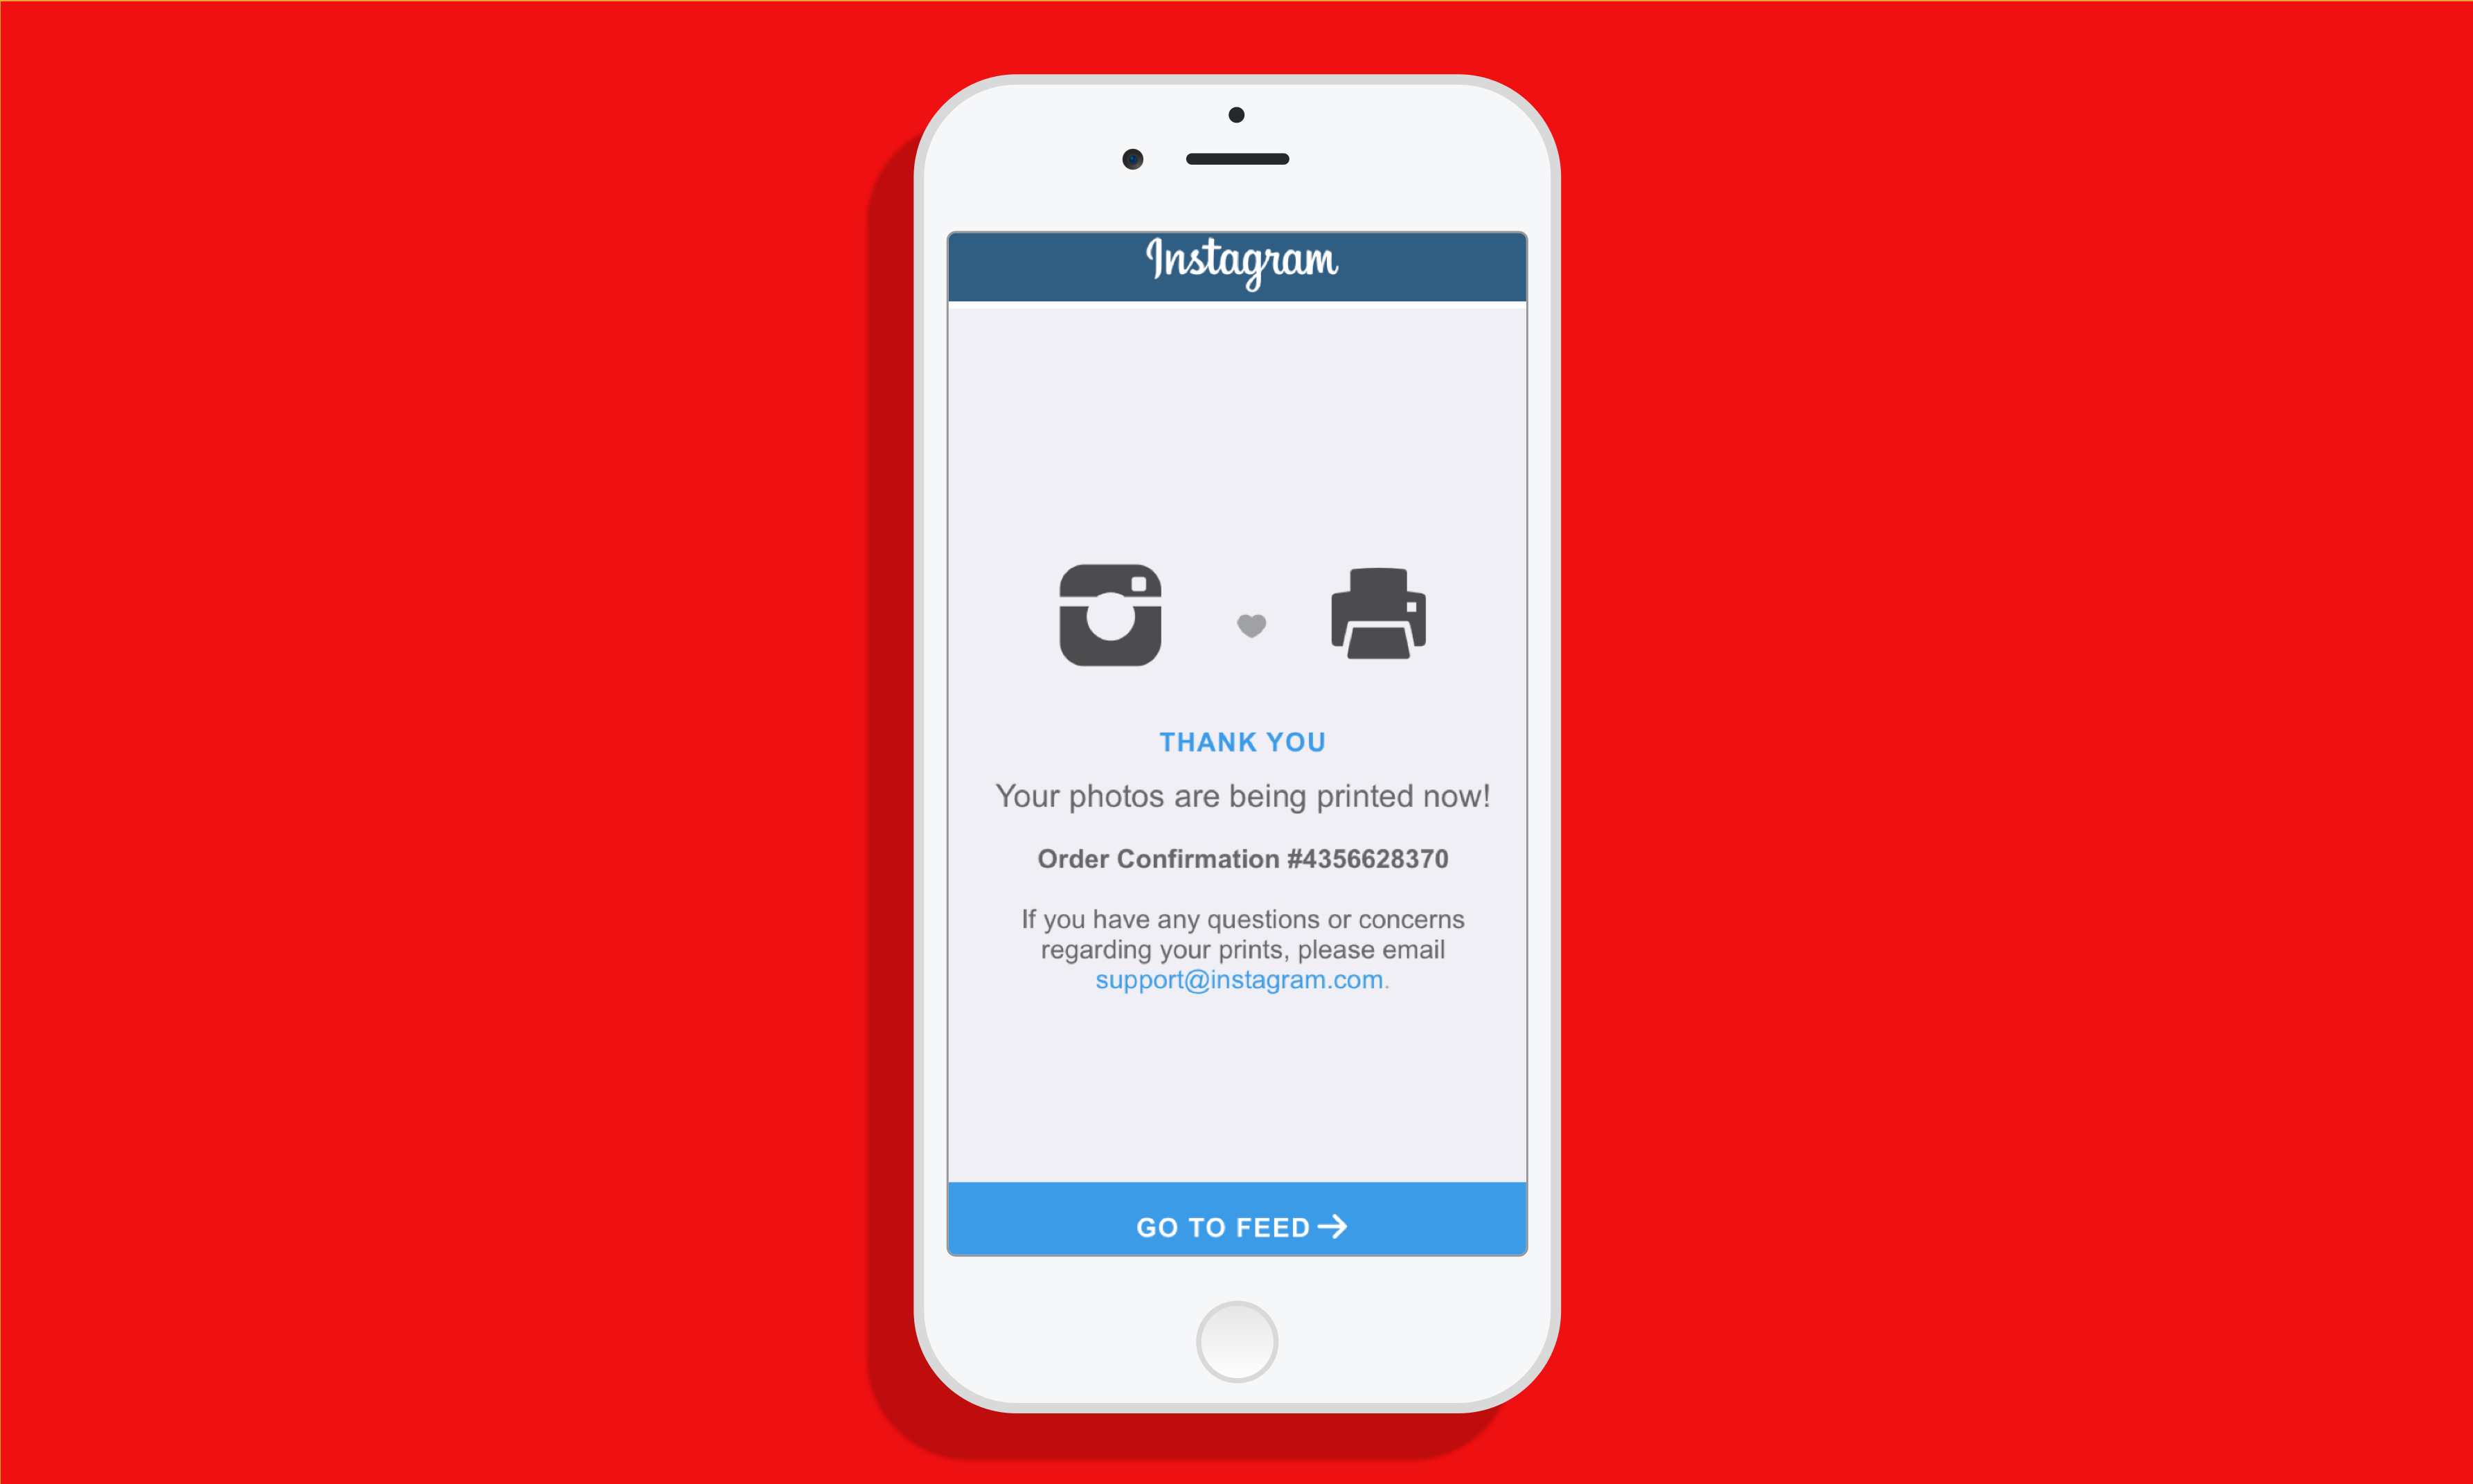 Instagram
THANK YOU
Your photos are being printed now!
Order Confirmation #4356628370
If you have any questions or concerns
regarding your prints, please email
support@instagram.com.
GO TO FEED